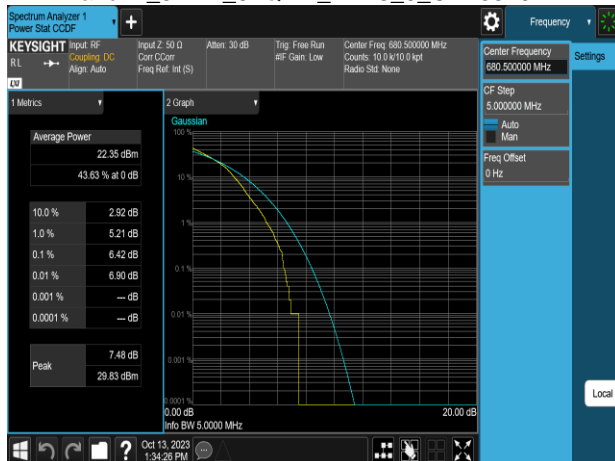 Spectrum Analyzer 1
Power Stat CCDF
Frequency
KEYSIGHT
Input: RF
Coupling: DC
Align: Auto
Input Z: 50 Ω
Corr CCorr
Freq Ref: Int (S)
Atten: 30 dB
Trig: Free Run
#IF Gain: Low
Center Freq: 680.500000 MHz
Counts: 10.0 k/10.0 kpt
Radio Std: None
RL
LXI
1 Metrics
2 Graph
Average Power
22.35 dBm
43.63 % at 0 dB
10.0 % 2.92 dB
1.0 % 5.21 dB
0.1 % 6.42 dB
0.01 % 6.90 dB
0.001 % --- dB
0.0001 % --- dB
Peak
7.48 dB
29.83 dBm
Gaussian
100 %
10 %
1 %
0.1 %
0.01 %
0.001 %
0.0001 %
0.00 dB
20.00 dB
Info BW 5.0000 MHz
Center Frequency
680.500000 MHz
Settings
CF Step
5.000000 MHz
Auto
Man
Freq Offset
0 Hz
Local
Oct 13, 2023
1:34:26 PM